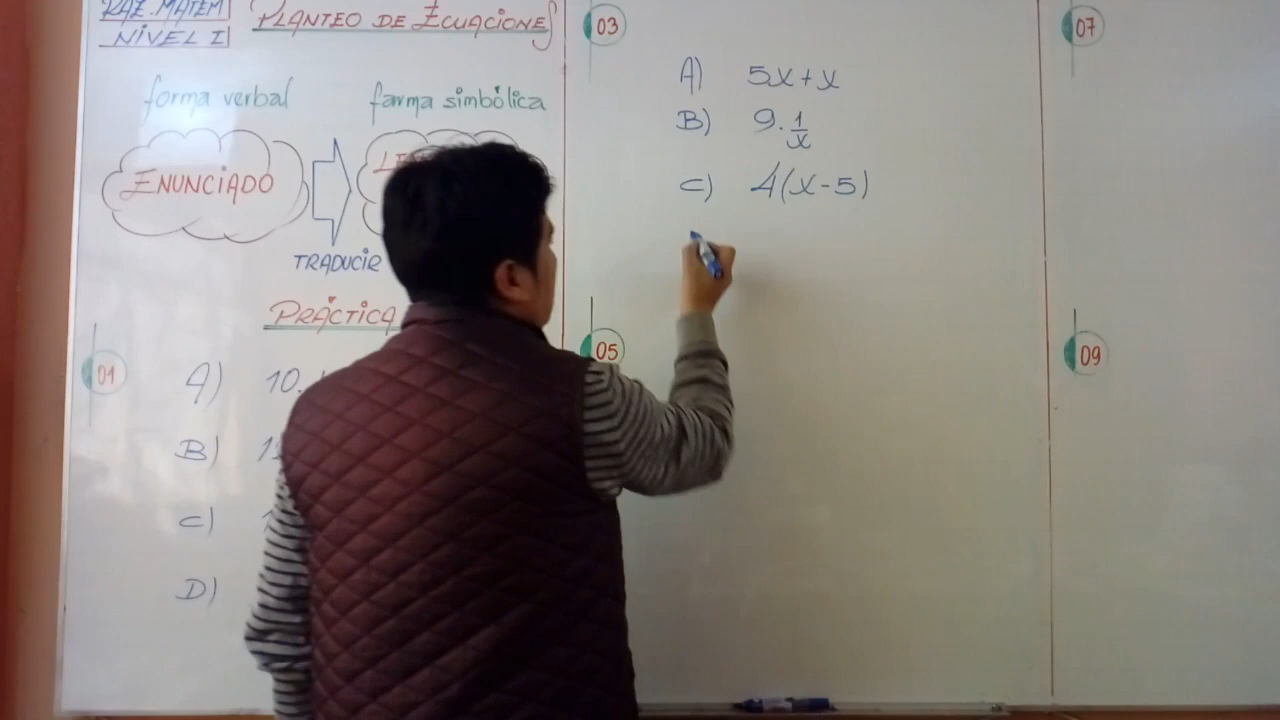 RAZ. MATEM
NIVEL I
PLANTEO DE ECUACIONES
forma verbal
forma simbólica
ENUNCIADO
TRADUCIR
PRÁCTICA
01
A)
10.
B)
C)
D)
03
A) 5x+x
B) 9. 1/x
C) 4(x-5)
05
07
09